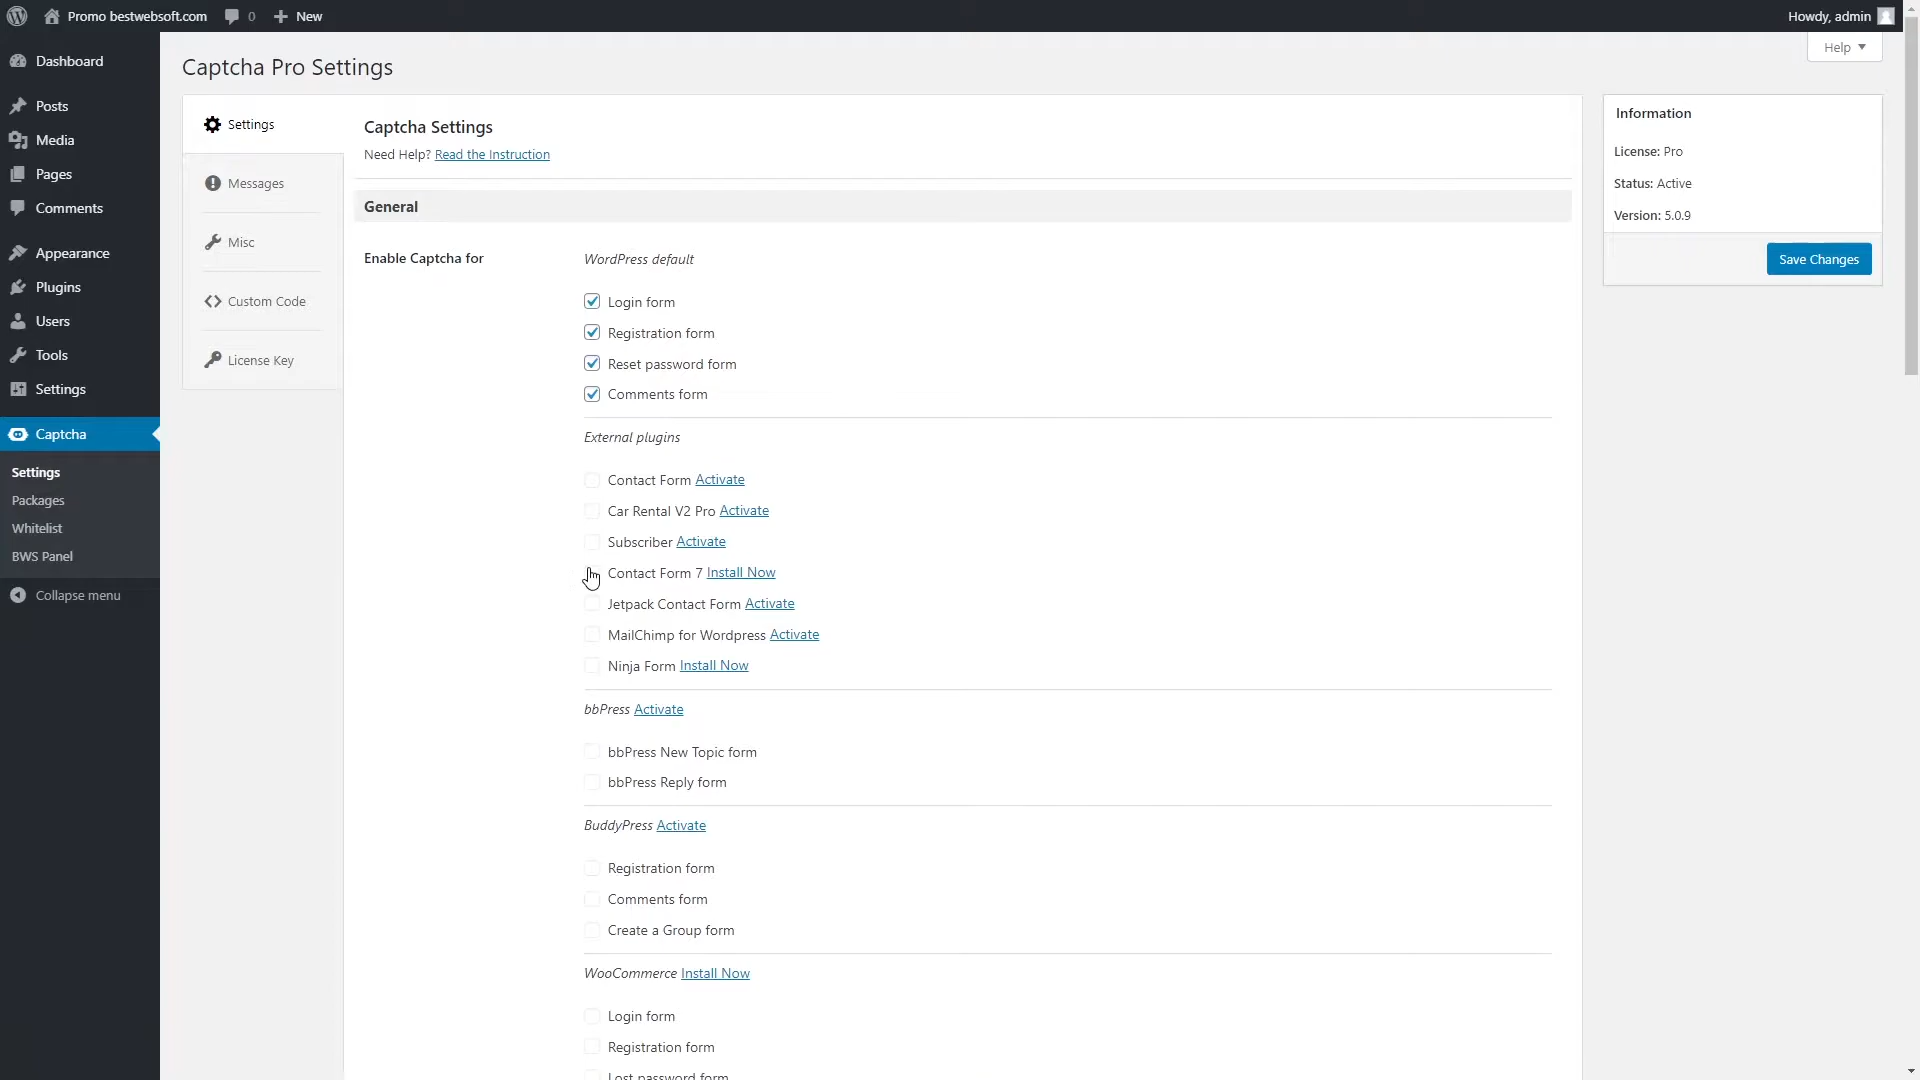 Promo bestwebsoft.com 0 New
Howdy, admin
Help
Dashboard
Posts
Media
Pages
Comments
Appearance
Plugins
Users
Tools
Settings
Captcha
Settings
Packages
Whitelist
BWS Panel
Collapse menu
Captcha Pro Settings
Settings
Messages
Misc
Custom Code
License Key
Captcha Settings
Need Help? Read the Instruction
General
Enable Captcha for
WordPress default
Login form
Registration form
Reset password form
Comments form
External plugins
Contact Form Activate
Car Rental V2 Pro Activate
Subscriber Activate
Contact Form 7 Install Now
Jetpack Contact Form Activate
MailChimp for Wordpress Activate
Ninja Form Install Now
bbPress Activate
bbPress New Topic form
bbPress Reply form
BuddyPress Activate
Registration form
Comments form
Create a Group form
WooCommerce Install Now
Login form
Registration form
Lost password form
Information
License: Pro
Status: Active
Version: 5.0.9
Save Changes